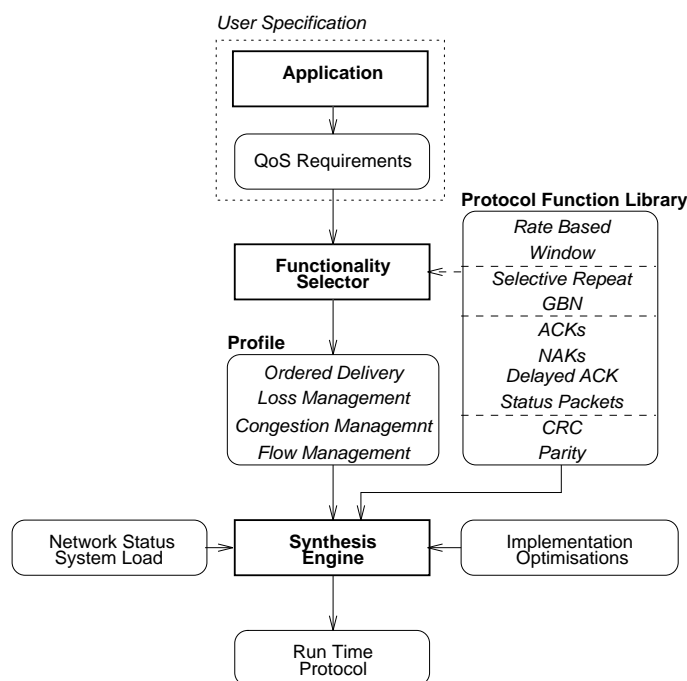 User Specification
Application
QoS Requirements
Protocol Function Library
Rate Based
Window
Selective Repeat
GBN
ACKs
NAKs
Delayed ACK
Status Packets
CRC
Parity
Functionality
Selector
Profile
Ordered Delivery
Loss Management
Congestion Managemnt
Flow Management
Network Status
System Load
Synthesis
Engine
Implementation
Optimisations
Run Time
Protocol